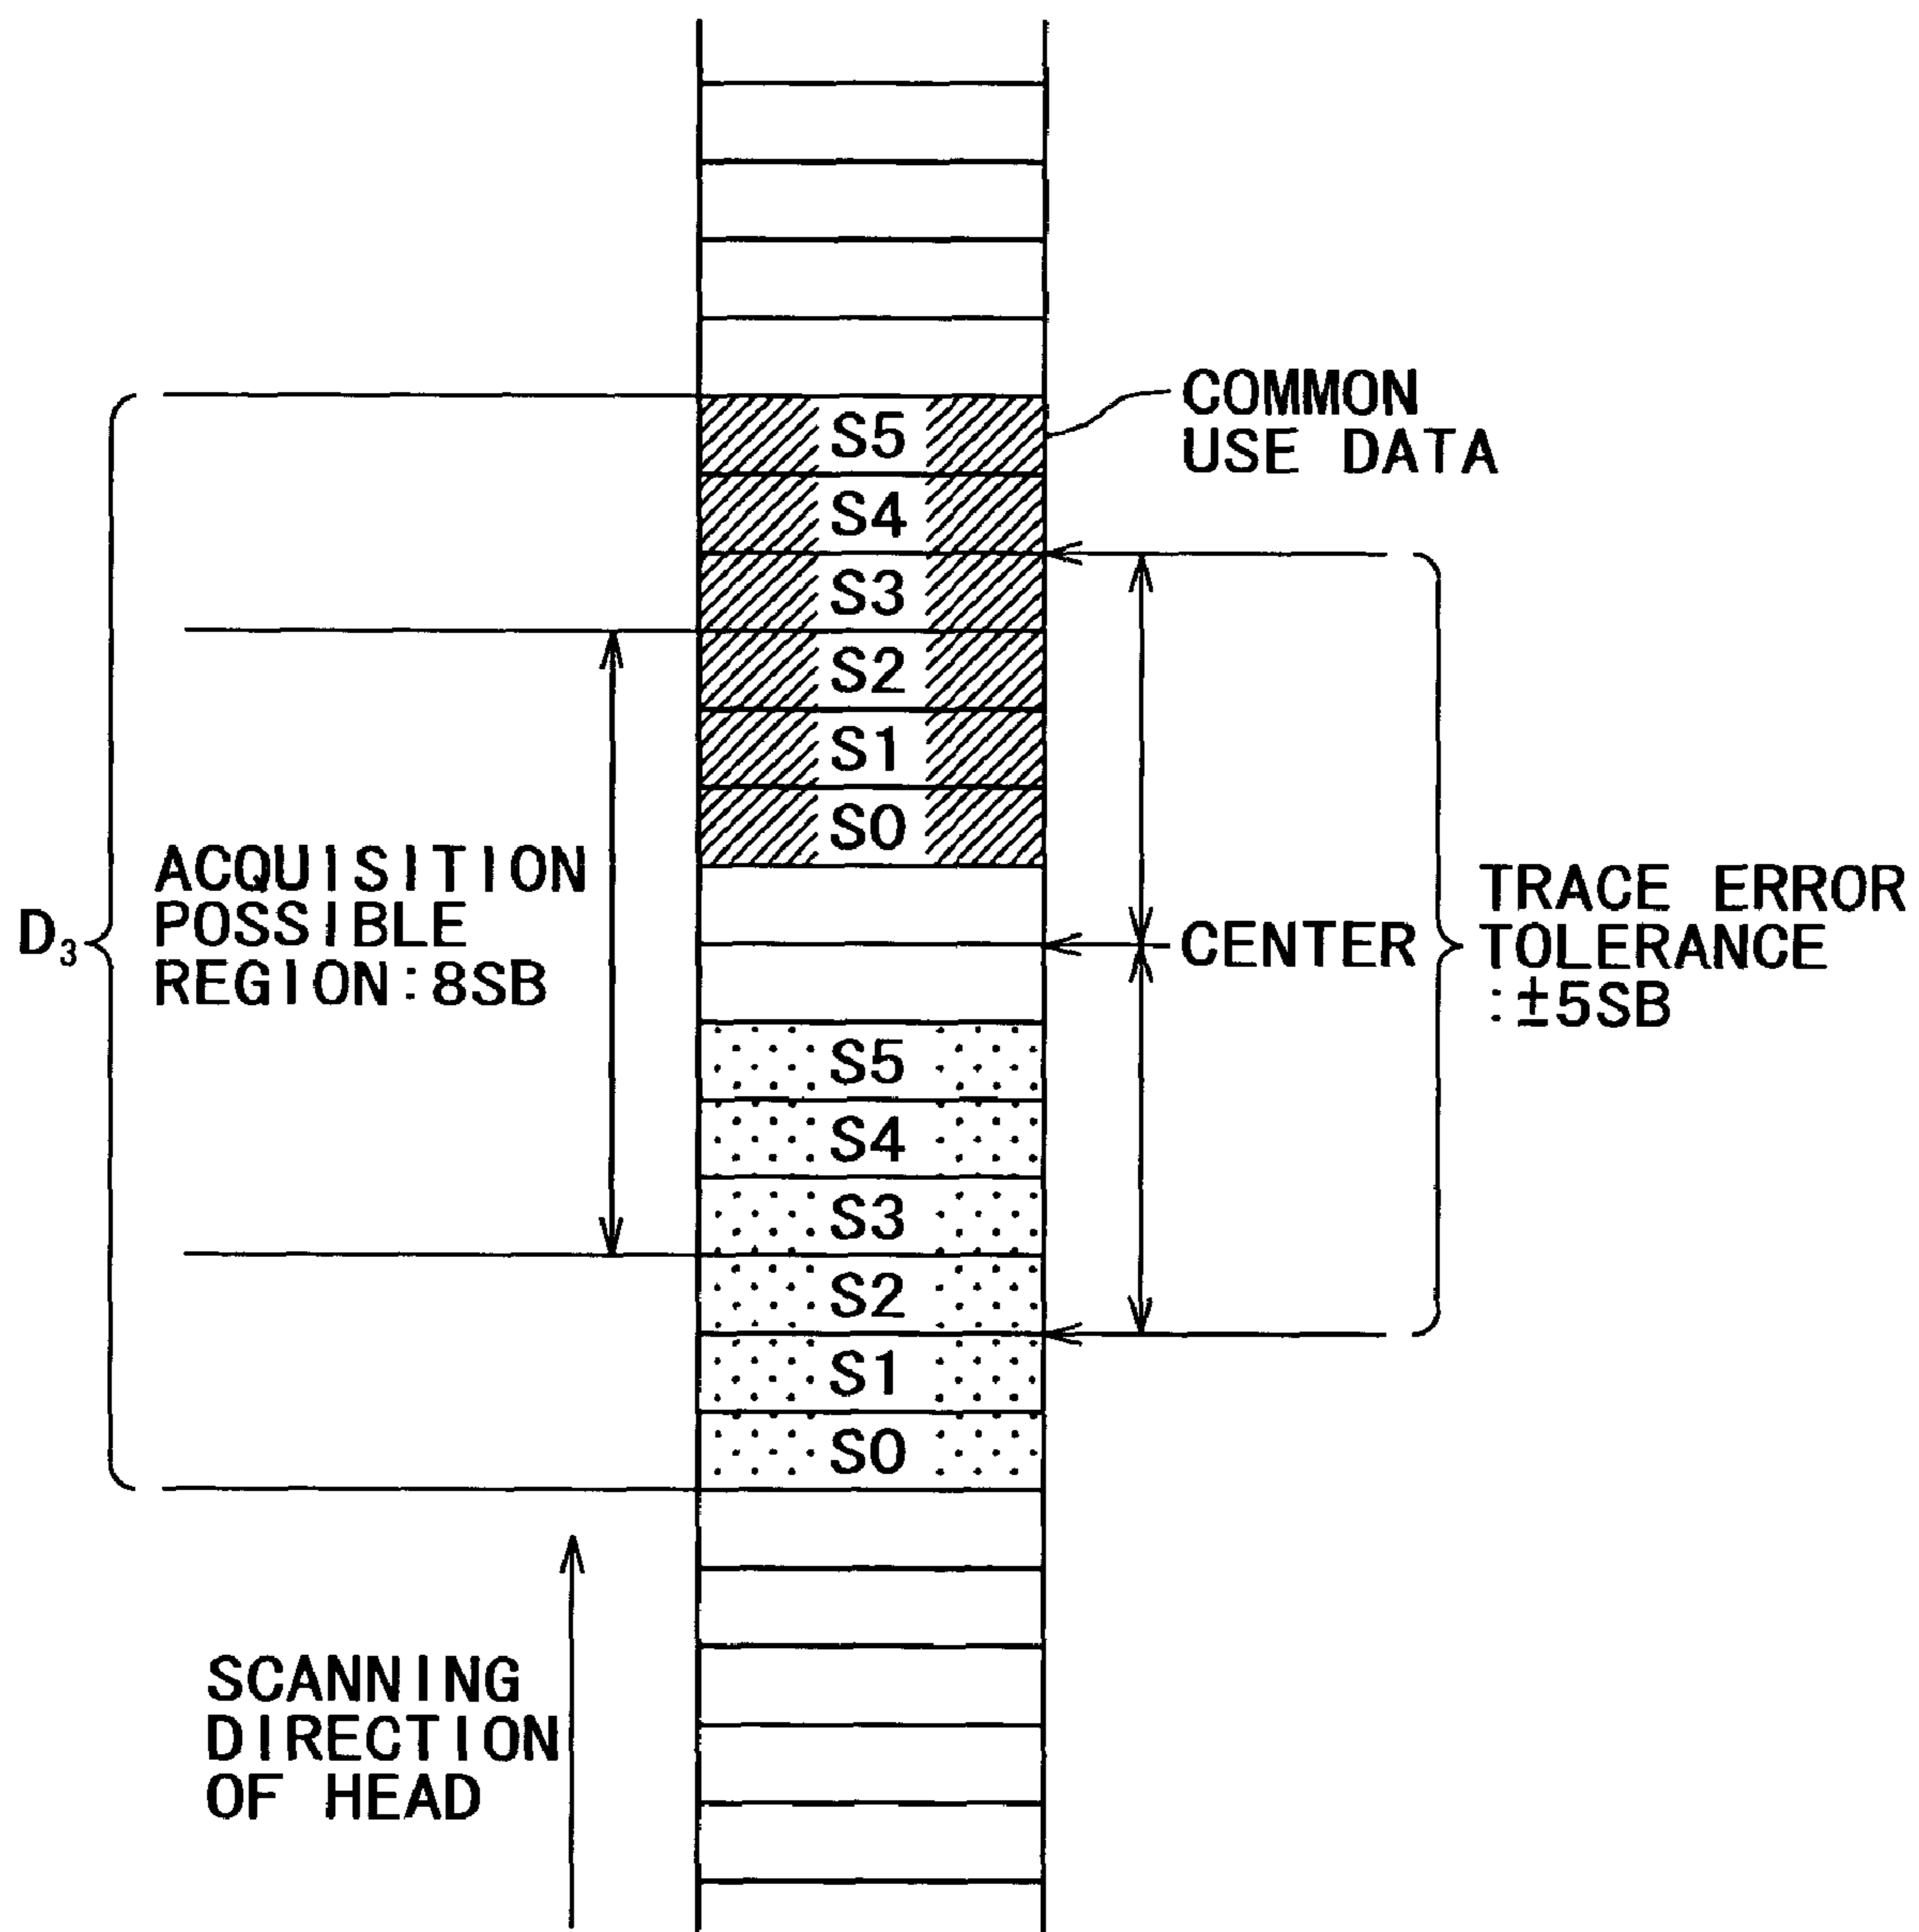 COMMON
USE DATA
S5
S4
S3
S2
S1
S0
ACQUISITION
POSSIBLE
REGION:8SB
D3
CENTER
TRACE ERROR
TOLERANCE
:±5SB
S5
S4
S3
S2
S1
S0
SCANNING
DIRECTION
OF HEAD